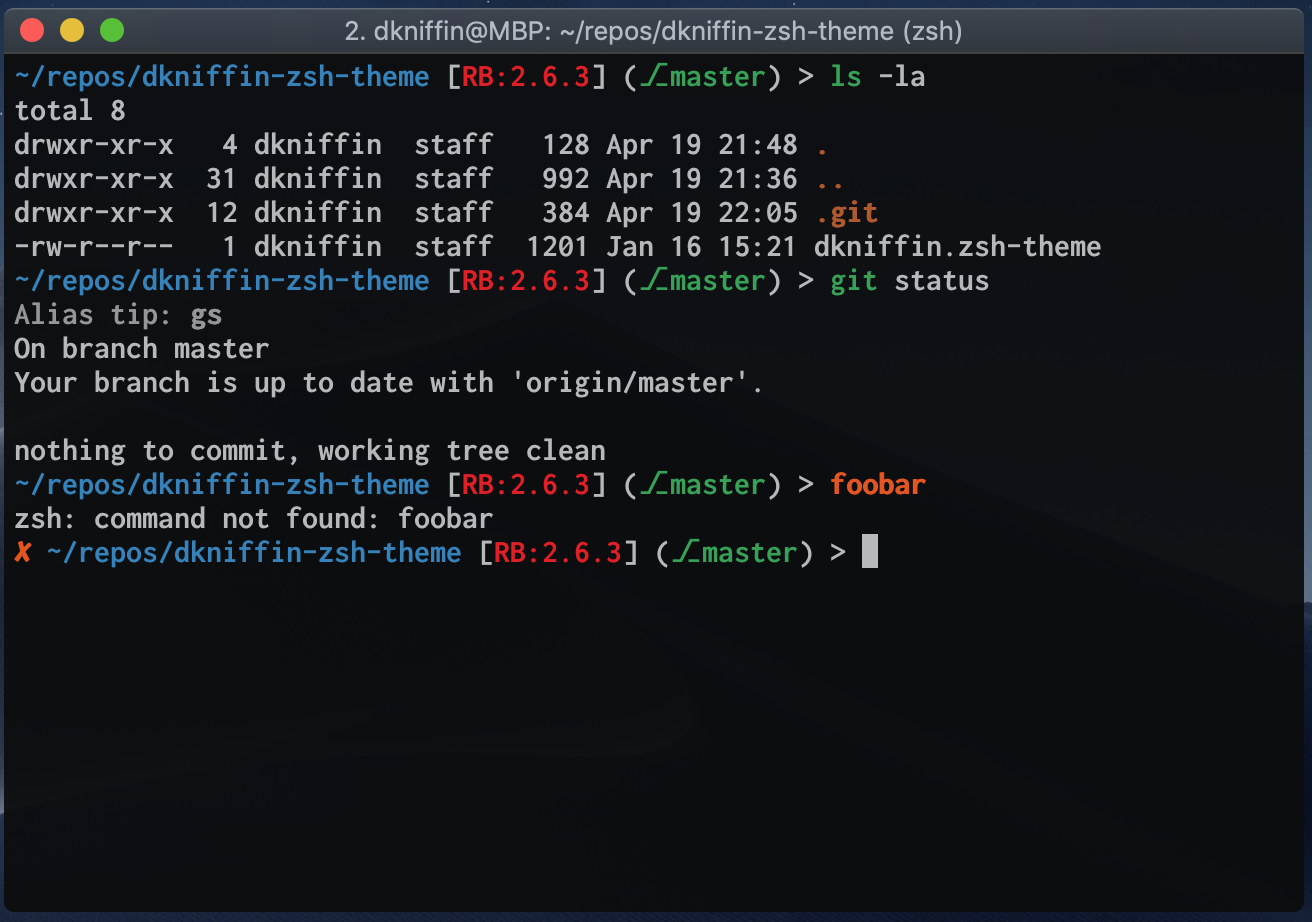 2. dkniffin@MBP: ~/repos/dkniffin-zsh-theme (zsh)
~/repos/dkniffin-zsh-theme [RB:2.6.3] (⎇master) > ls -la
total 8
drwxr-xr-x   4 dkniffin  staff   128 Apr 19 21:48 .
drwxr-xr-x  31 dkniffin  staff   992 Apr 19 21:36 ..
drwxr-xr-x  12 dkniffin  staff   384 Apr 19 22:05 .git
-rw-r--r--   1 dkniffin  staff  1201 Jan 16 15:21 dkniffin.zsh-theme
~/repos/dkniffin-zsh-theme [RB:2.6.3] (⎇master) > git status
Alias tip: gs
On branch master
Your branch is up to date with 'origin/master'.
nothing to commit, working tree clean
~/repos/dkniffin-zsh-theme [RB:2.6.3] (⎇master) > foobar
zsh: command not found: foobar
✘ ~/repos/dkniffin-zsh-theme [RB:2.6.3] (⎇master) >